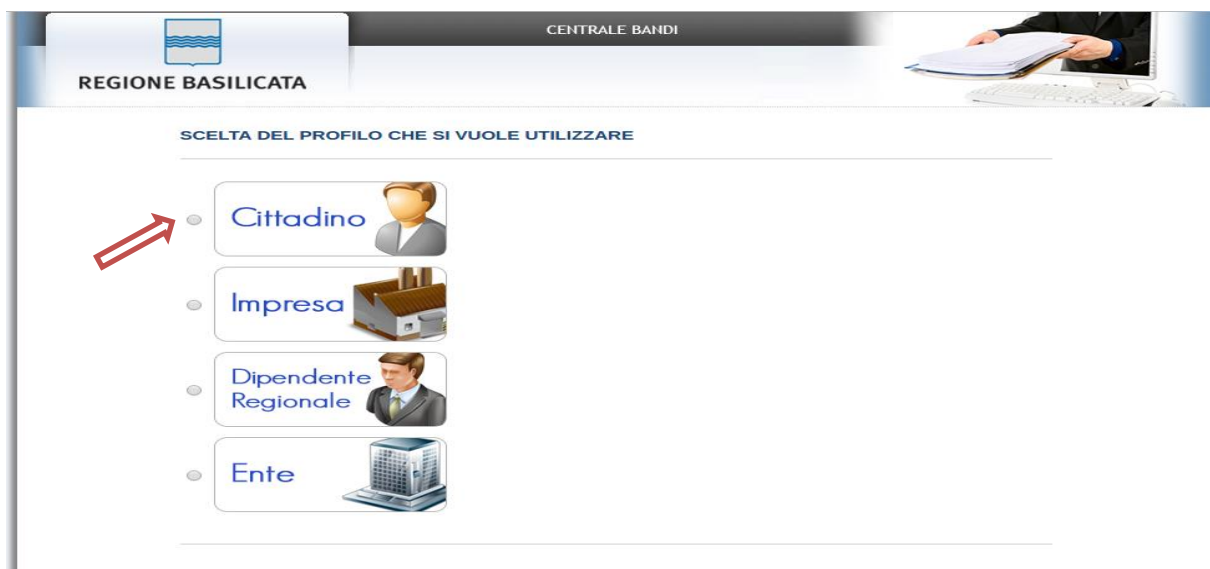 CENTRALE BANDI
REGIONE BASILICATA
SCELTA DEL PROFILO CHE SI VUOLE UTILIZZARE
Cittadino
Impresa
Dipendente
Regionale
Ente